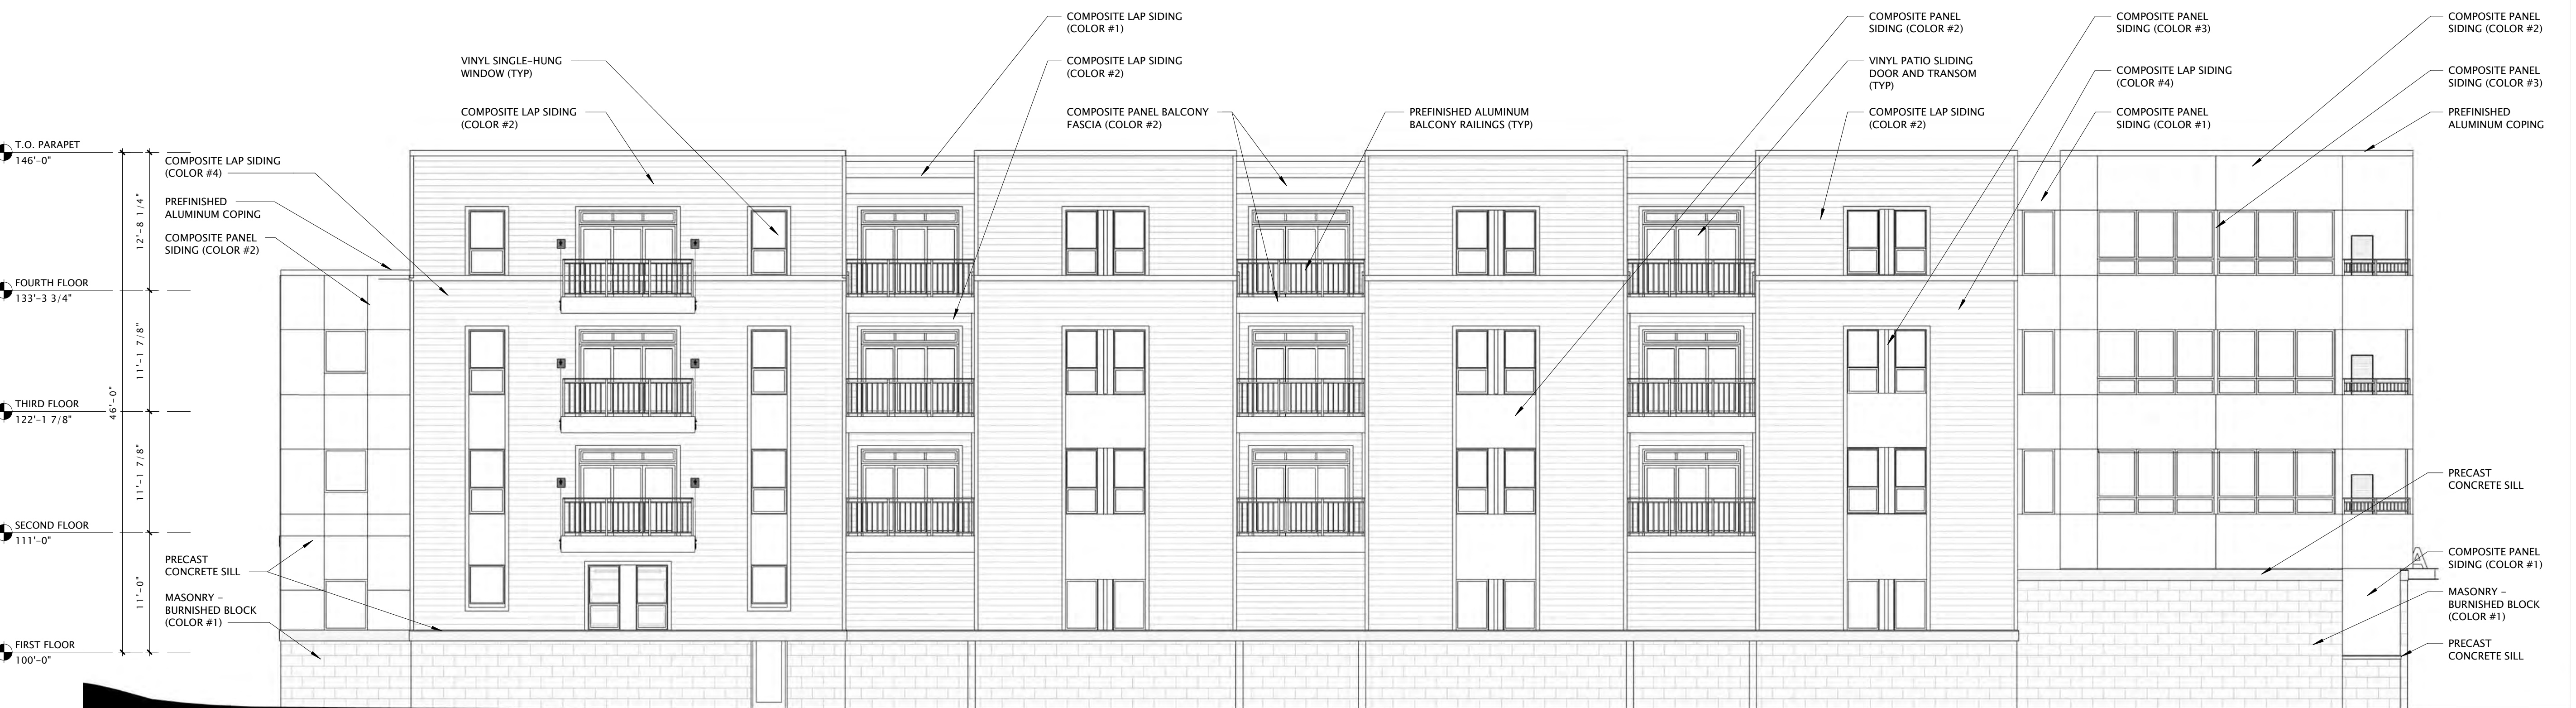 COMPOSITE LAP SIDING
(COLOR #1)
COMPOSITE PANEL
SIDING (COLOR #2)
COMPOSITE PANEL
SIDING (COLOR #3)
COMPOSITE PANEL
SIDING (COLOR #2)
VINYL SINGLE-HUNG
WINDOW (TYP)
COMPOSITE LAP SIDING
(COLOR #2)
VINYL PATIO SLIDING
DOOR AND TRANSOM
(TYP)
COMPOSITE LAP SIDING
(COLOR #4)
COMPOSITE PANEL
SIDING (COLOR #3)
COMPOSITE LAP SIDING
(COLOR #2)
COMPOSITE PANEL BALCONY
FASCIA (COLOR #2)
PREFINISHED ALUMINUM
BALCONY RAILINGS (TYP)
COMPOSITE LAP SIDING
(COLOR #2)
COMPOSITE PANEL
SIDING (COLOR #1)
PREFINISHED
ALUMINUM COPING
T.O. PARAPET
146'-0"
COMPOSITE LAP SIDING
(COLOR #4)
PREFINISHED
ALUMINUM COPING
COMPOSITE PANEL
SIDING (COLOR #2)
12'-8 1/4"
FOURTH FLOOR
133'-3 3/4"
11'-1 7/8"
46'-0"
THIRD FLOOR
122'-1 7/8"
11'-1 7/8"
SECOND FLOOR
111'-0"
11'-0"
PRECAST
CONCRETE SILL
MASONRY -
BURNISHED BLOCK
(COLOR #1)
FIRST FLOOR
100'-0"
PRECAST
CONCRETE SILL
A
COMPOSITE PANEL
SIDING (COLOR #1)
MASONRY -
BURNISHED BLOCK
(COLOR #1)
PRECAST
CONCRETE SILL